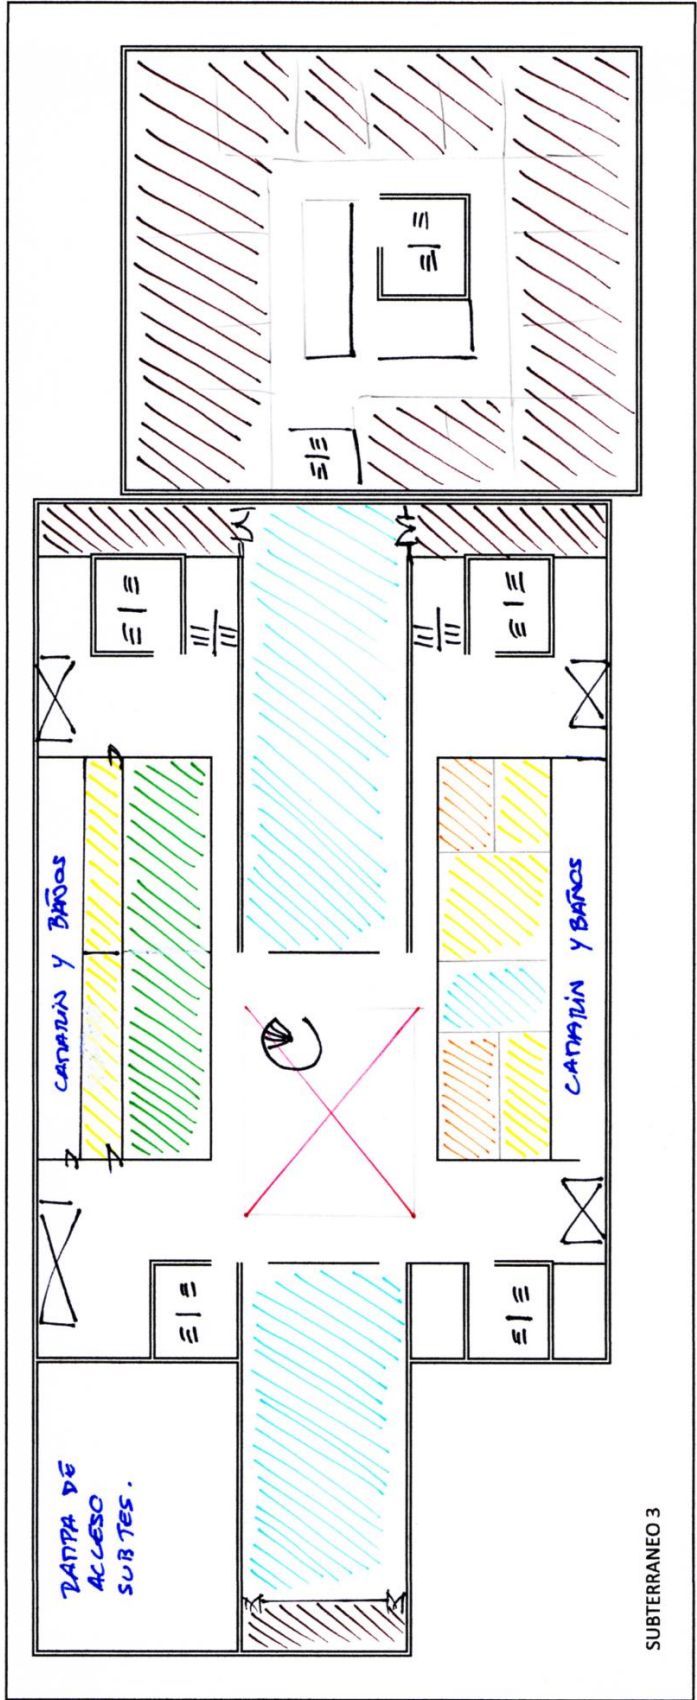 CAMARÍN Y BAÑOS
CAMARÍN Y BAÑOS
RAMPA DE
ACCESO
SUBTES.
SUBTERRANEO 3